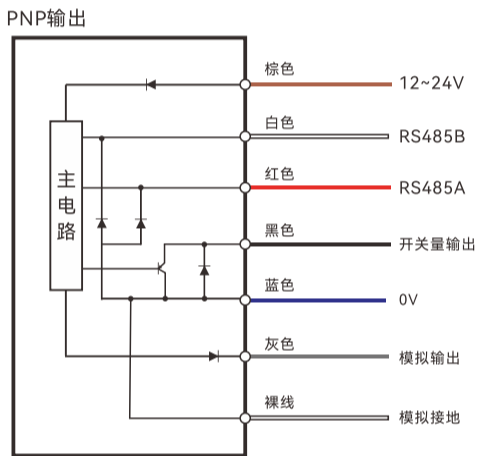 PNP输出
棕色
12~24V
白色
RS485B
红色
RS485A
主电路
黑色
开关量输出
蓝色
0V
灰色
模拟输出
裸线
模拟接地